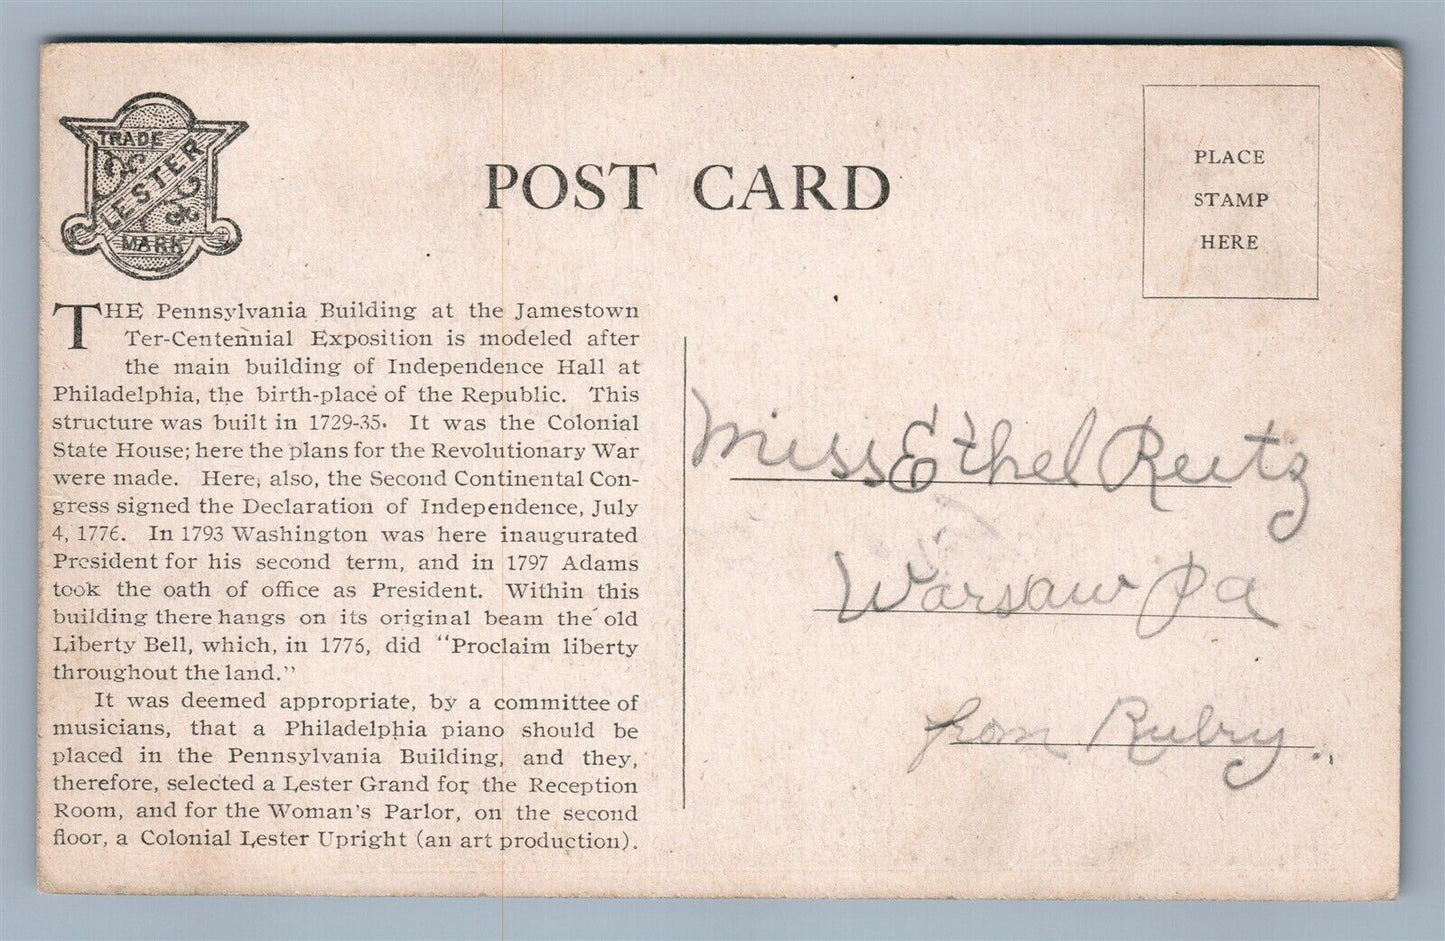 TRADE
LESTER
MARK
POST CARD
PLACE
STAMP
HERE
THE Pennsylvania Building at the Jamestown
Ter-Centennial Exposition is modeled after
the main building of Independence Hall at
Philadelphia, the birth-place of the Republic. This
structure was built in 1729-35. It was the Colonial
State House; here the plans for the Revolutionary War
were made. Here, also, the Second Continental Con-
gress signed the Declaration of Independence, July
4, 1776. In 1793 Washington was here inaugurated
President for his second term, and in 1797 Adams
took the oath of office as President. Within this
building there hangs on its original beam the old
Liberty Bell, which, in 1776, did "Proclaim liberty
throughout the land."
It was deemed appropriate, by a committee of
musicians, that a Philadelphia piano should be
placed in the Pennsylvania Building, and they,
therefore, selected a Lester Grand for the Reception
Room, and for the Woman's Parlor, on the second
floor, a Colonial Lester Upright (an art production).
Miss Ethel Reitz
Warsaw Pa
from Rubry..